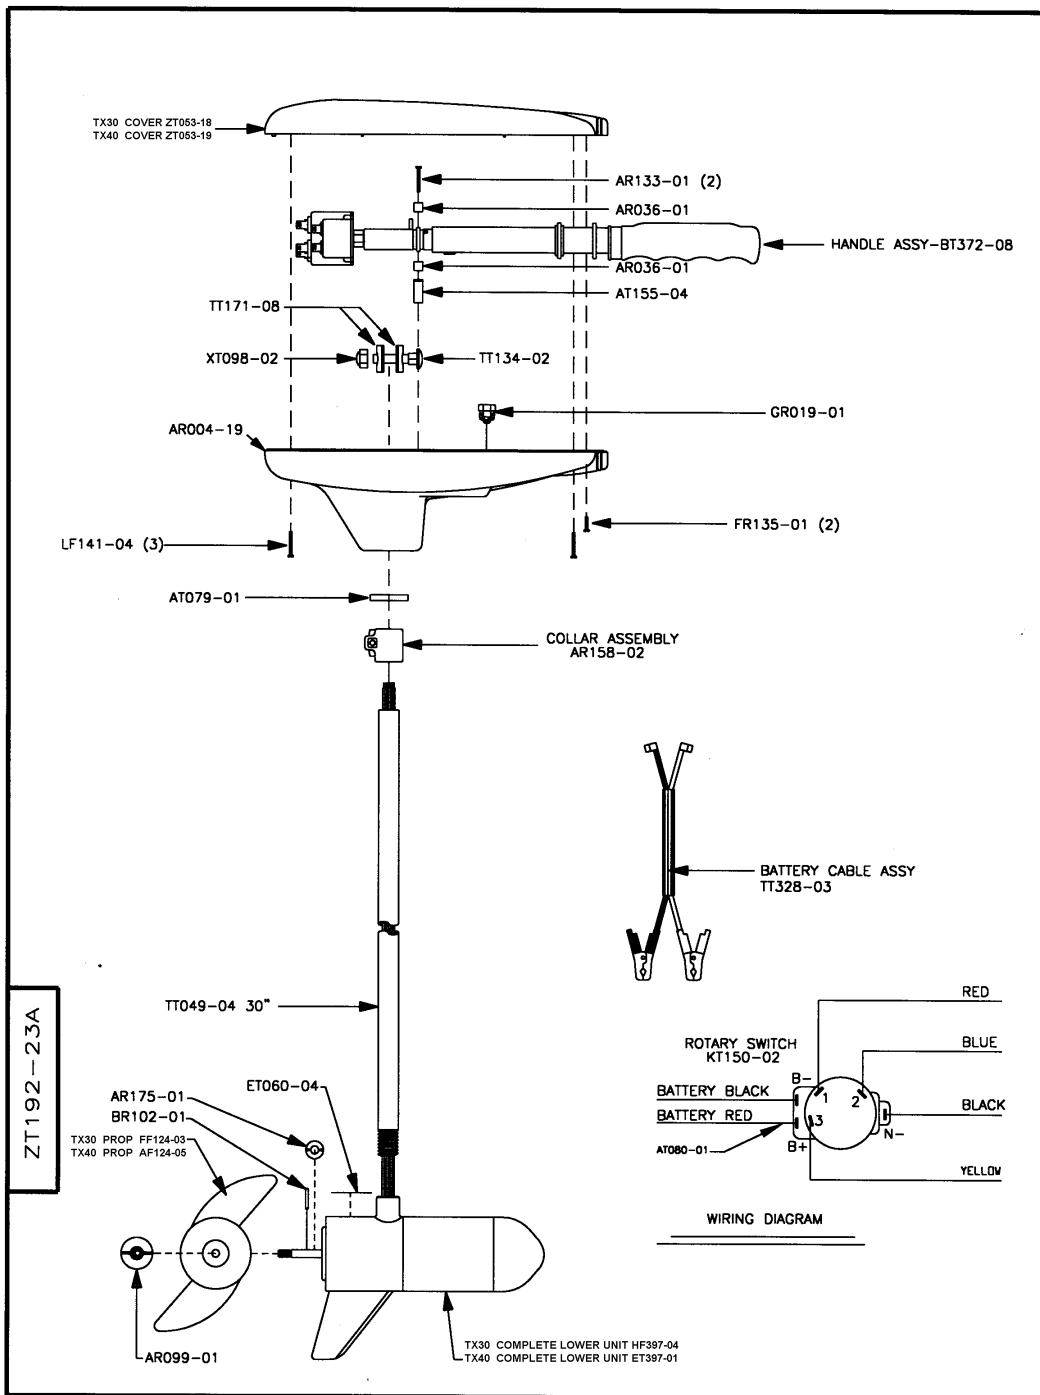 TX30 COVER ZT053-18
TX40 COVER ZT053-19
AR133-01 (2)
AR036-01
HANDLE ASSY-BT372-08
AR036-01
AT155-04
TT171-08
XT098-02
TT134-02
GR019-01
AR004-19
FR135-01 (2)
LF141-04 (3)
AT079-01
COLLAR ASSEMBLY
AR158-02
BATTERY CABLE ASSY
TT328-03
TT049-04 30"
ZT192-23A
RED
ROTARY SWITCH
KT150-02
BLUE
B-
BATTERY BLACK
1
2
BLACK
BATTERY RED
3
N-
AT080-01
B+
YELLOW
WIRING DIAGRAM
ET060-04
AR175-01
BR102-01
TX30 PROP FF124-03
TX40 PROP AF124-05
AR099-01
TX30 COMPLETE LOWER UNIT HF397-04
TX40 COMPLETE LOWER UNIT ET397-01